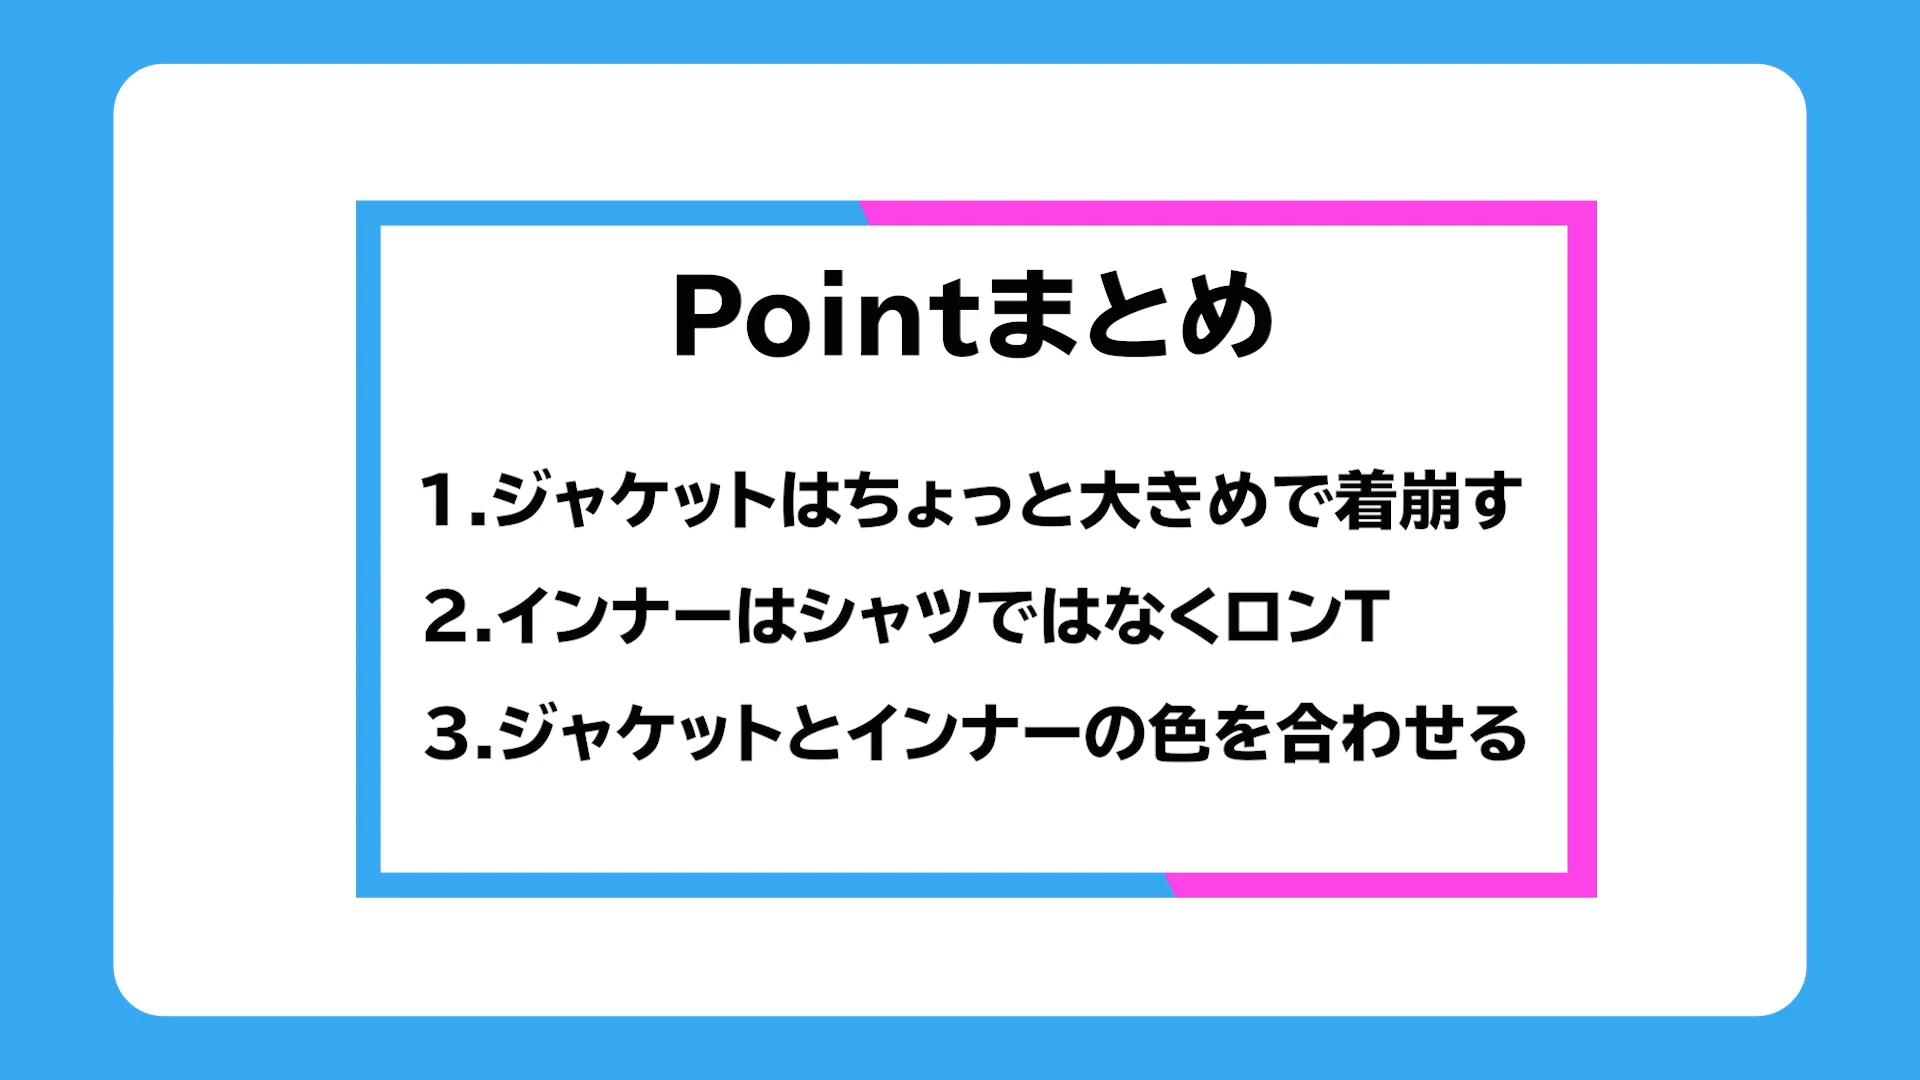 Pointまとめ
1.ジャケットはちょっと大きめで着崩す
2.インナーはシャツではなくロンT
3.ジャケットとインナーの色を合わせる